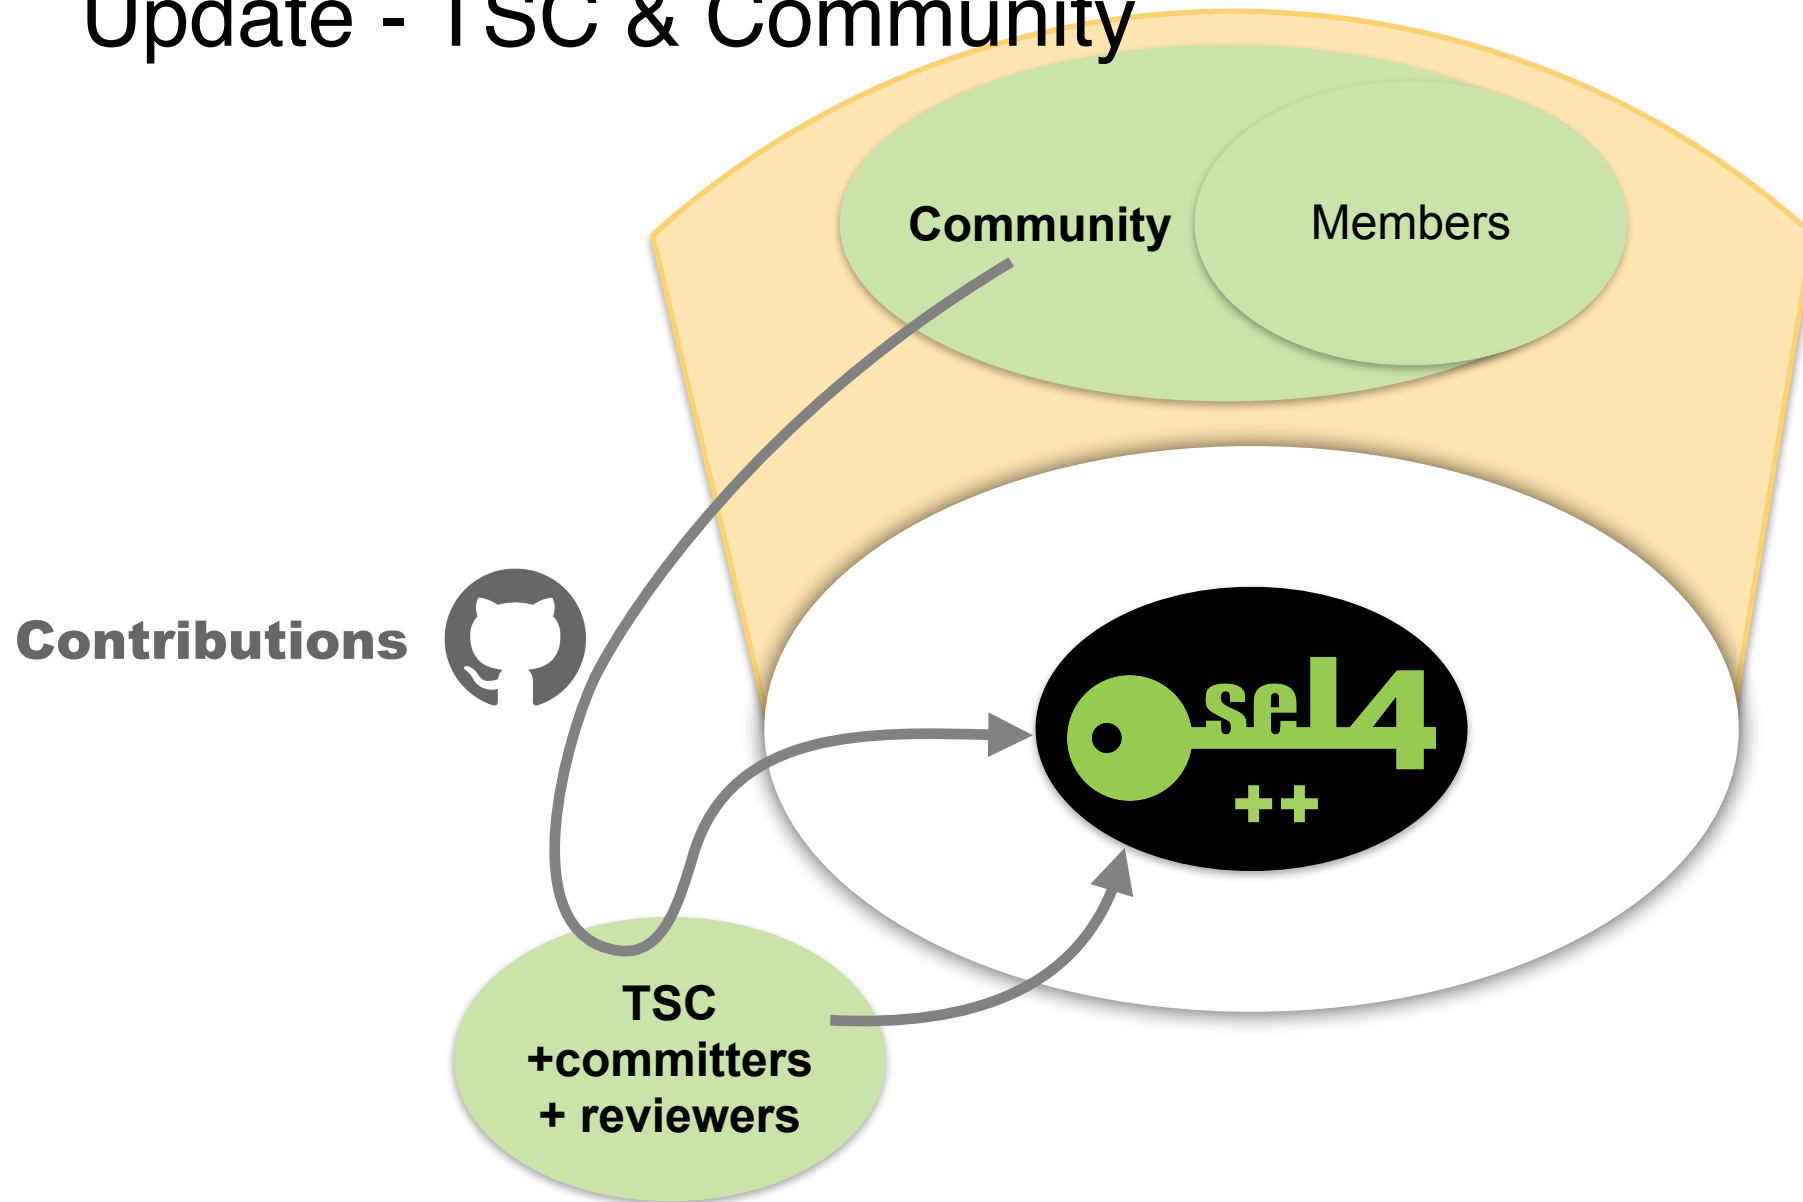 Update - TSC & Community
Community
Members
Contributions
seL4
++
TSC
+committers
+ reviewers